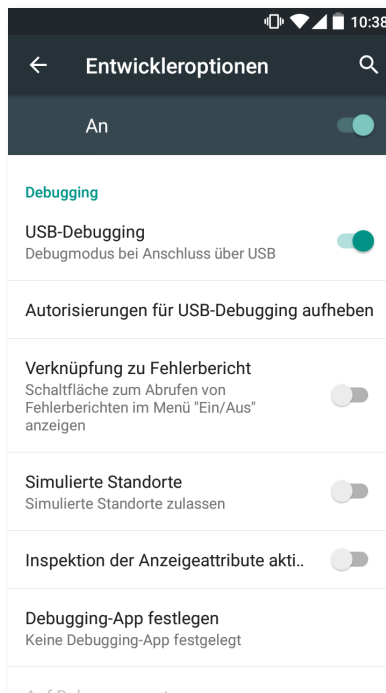 10:38
Entwickleroptionen
An
Debugging
USB-Debugging
Debugmodus bei Anschluss über USB
Autorisierungen für USB-Debugging aufheben
Verknüpfung zu Fehlerbericht
Schaltfläche zum Abrufen von
Fehlerberichten im Menü "Ein/Aus"
anzeigen
Simulierte Standorte
Simulierte Standorte zulassen
Inspektion der Anzeigeattribute akti..
Debugging-App festlegen
Keine Debugging-App festgelegt